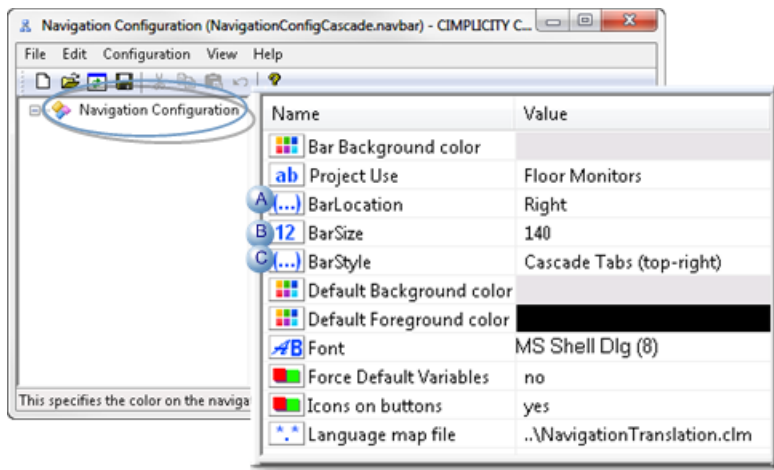 Navigation Configuration (NavigationConfigCascade.navbar) - CIMPLICITY C...
File Edit Configuration View Help
Navigation Configuration
Name Value
Bar Background color
ab Project Use Floor Monitors
A (...) BarLocation Right
B 12 BarSize 140
C (...) BarStyle Cascade Tabs (top-right)
Default Background color
Default Foreground color
AB Font MS Shell Dlg (8)
Force Default Variables no
Icons on buttons yes
*.* Language map file ..\NavigationTranslation.clm
This specifies the color on the